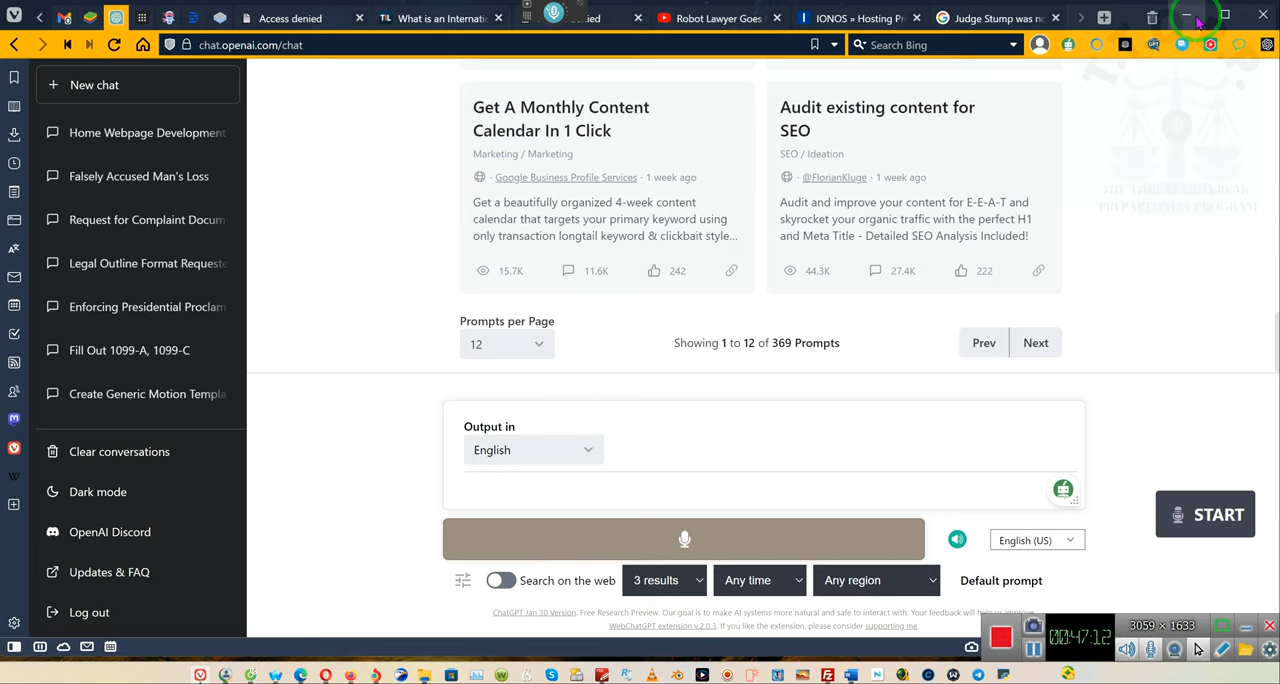 Access denied
What is an Internati
nied
Robot Lawyer Goes
IONOS » Hosting Pr
Judge Stump was no
chat.openai.com/chat
Search Bing
New chat
Home Webpage Development
Falsely Accused Man's Loss
Request for Complaint Docum
Legal Outline Format Requeste
Enforcing Presidential Proclam
Fill Out 1099-A, 1099-C
Create Generic Motion Templa
Clear conversations
Dark mode
OpenAI Discord
Updates & FAQ
Log out
Get A Monthly Content
Calendar In 1 Click
Marketing / Marketing
· Google Business Profile Services · 1 week ago
Get a beautifully organized 4-week content
calendar that targets your primary keyword using
only transaction longtail keyword & clickbait style...
15.7K 11.6K 242
Audit existing content for
SEO
SEO / Ideation
· @FlorianKluge · 1 week ago
Audit and improve your content for E-E-A-T and
skyrocket your organic traffic with the perfect H1
and Meta Title - Detailed SEO Analysis Included!
44.3K 27.4K 222
Prompts per Page
12
Showing 1 to 12 of 369 Prompts
Prev Next
Output in
English
START
English (US)
Search on the web 3 results Any time Any region Default prompt
ChatGPT Jan 30 Version. Free Research Preview. Our goal is to make AI systems more natural and safe to interact with. Your feedback will help us improve.
WebChatGPT extension v.2.0.3. If you like the extension, please consider supporting me.
3059 × 1633
00:47:12